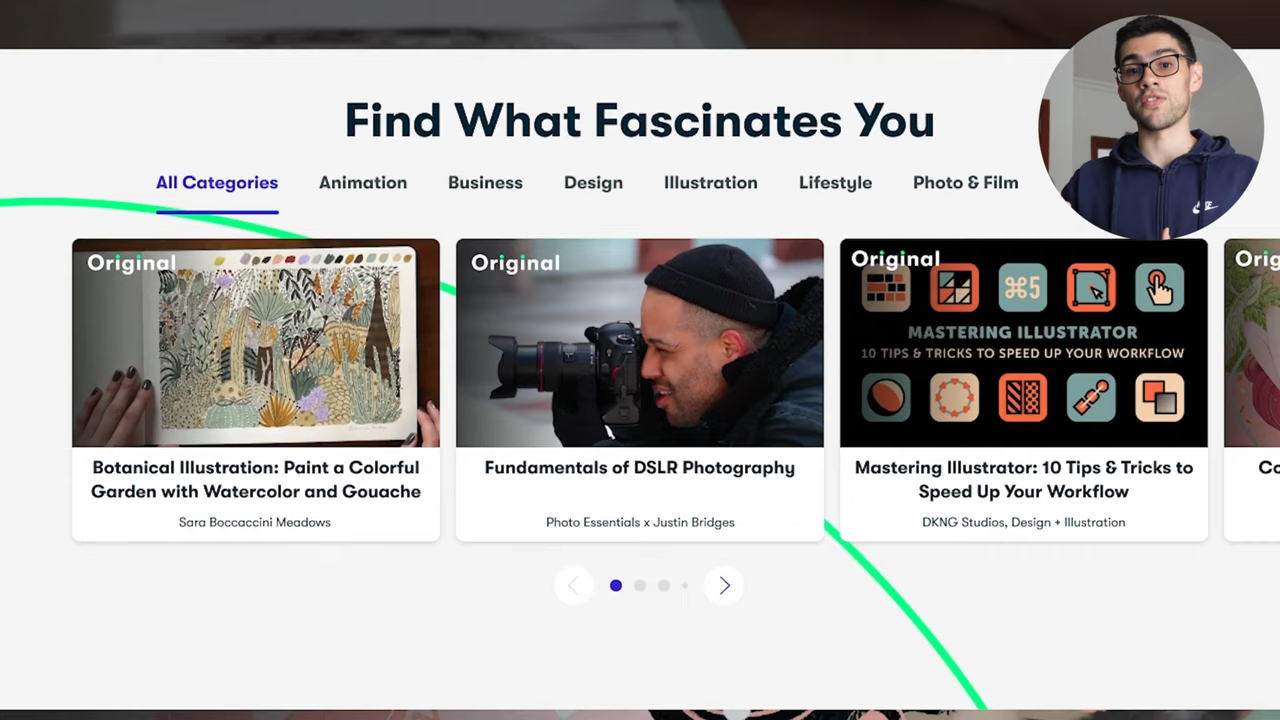 Find What Fascinates You
All Categories Animation Business Design Illustration Lifestyle Photo & Film
Original
Botanical Illustration: Paint a Colorful
Garden with Watercolor and Gouache
Sara Boccaccini Meadows
Original
Fundamentals of DSLR Photography
Photo Essentials x Justin Bridges
Original
⌘5
MASTERING ILLUSTRATOR
10 TIPS & TRICKS TO SPEED UP YOUR WORKFLOW
Mastering Illustrator: 10 Tips & Tricks to
Speed Up Your Workflow
DKNG Studios, Design + Illustration
Orig
Co